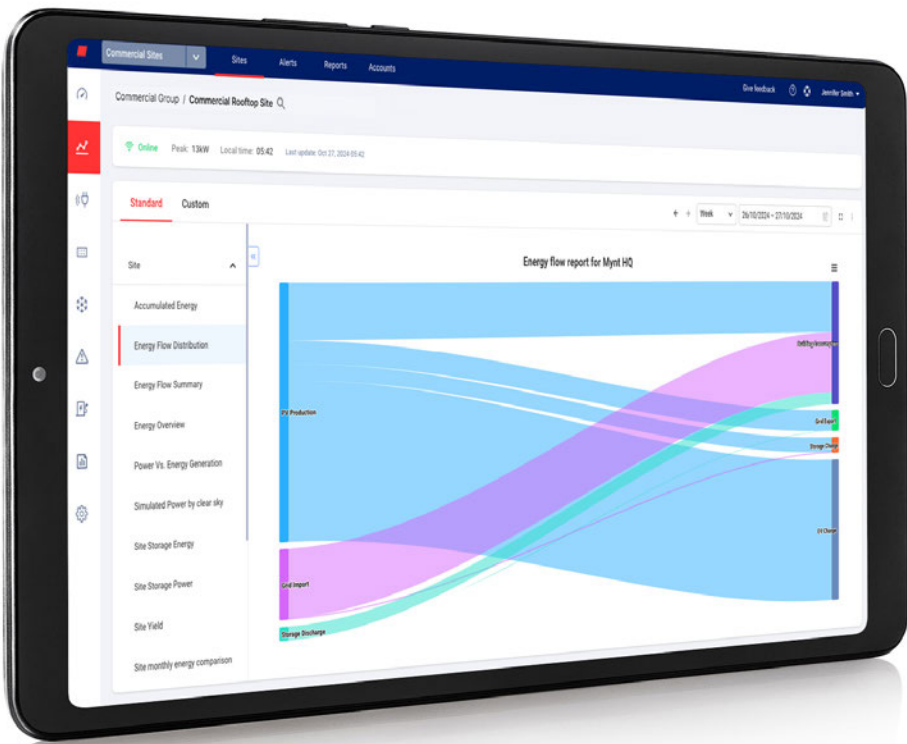 Commercial Sites
Sites
Alerts
Reports
Accounts
Give feedback
Jennifer Smith
Commercial Group / Commercial Rooftop Site
Online
Peak: 13kW
Local time: 05:42
Last update: Oct 27, 2024 05:42
Standard
Custom
Week
26/10/2024 – 27/10/2024
Site
Energy flow report for Mynt HQ
Accumulated Energy
Energy Flow Distribution
Energy Flow Summary
Energy Overview
Power Vs. Energy Generation
Simulated Power by clear sky
Site Storage Energy
Site Storage Power
Site Yield
Site monthly energy comparison
PV Production
Grid Import
Storage Discharge
Building Consumption
Grid Export
Storage Charge
EV Charger